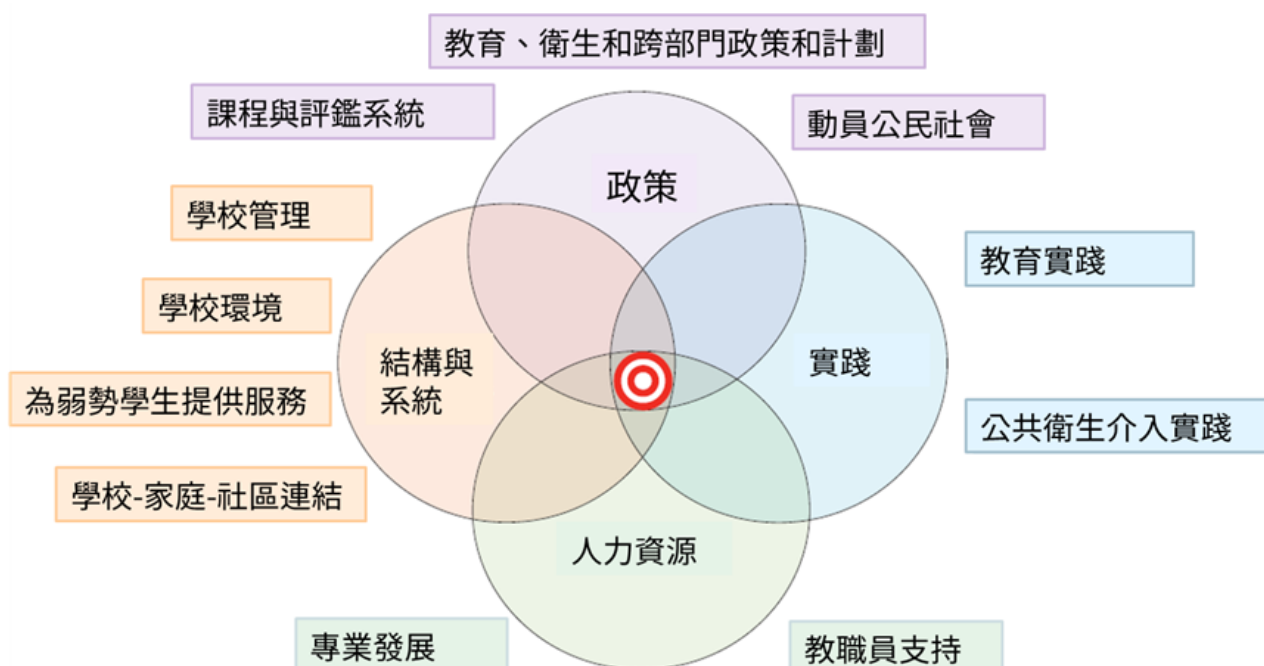 教育、衛生和跨部門政策和計劃
課程與評鑑系統
動員公民社會
政策
學校管理
教育實踐
學校環境
結構與
系統
實踐
為弱勢學生提供服務
公共衛生介入實踐
學校-家庭-社區連結
人力資源
專業發展
教職員支持